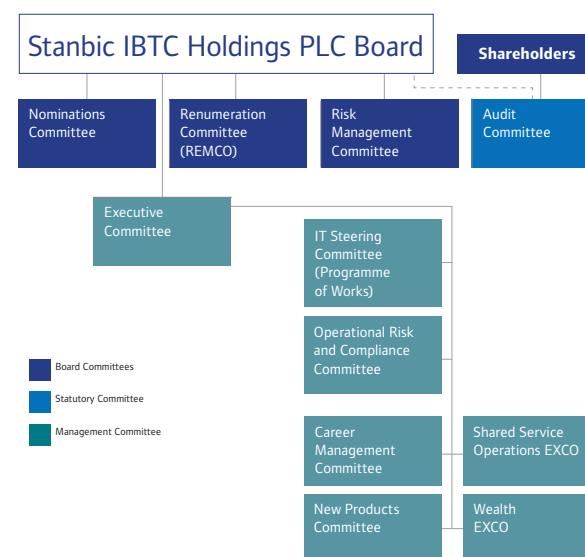 Stanbic IBTC Holdings PLC Board
Shareholders
Nominations
Committee
Renumeration
Committee
(REMCO)
Risk
Management
Committee
Audit
Committee
Executive
Committee
IT Steering
Committee
(Programme
of Works)
Operational Risk
and Compliance
Committee
Board Committees
Statutory Committee
Management Committee
Career
Management
Committee
Shared Service
Operations EXCO
New Products
Committee
Wealth
EXCO